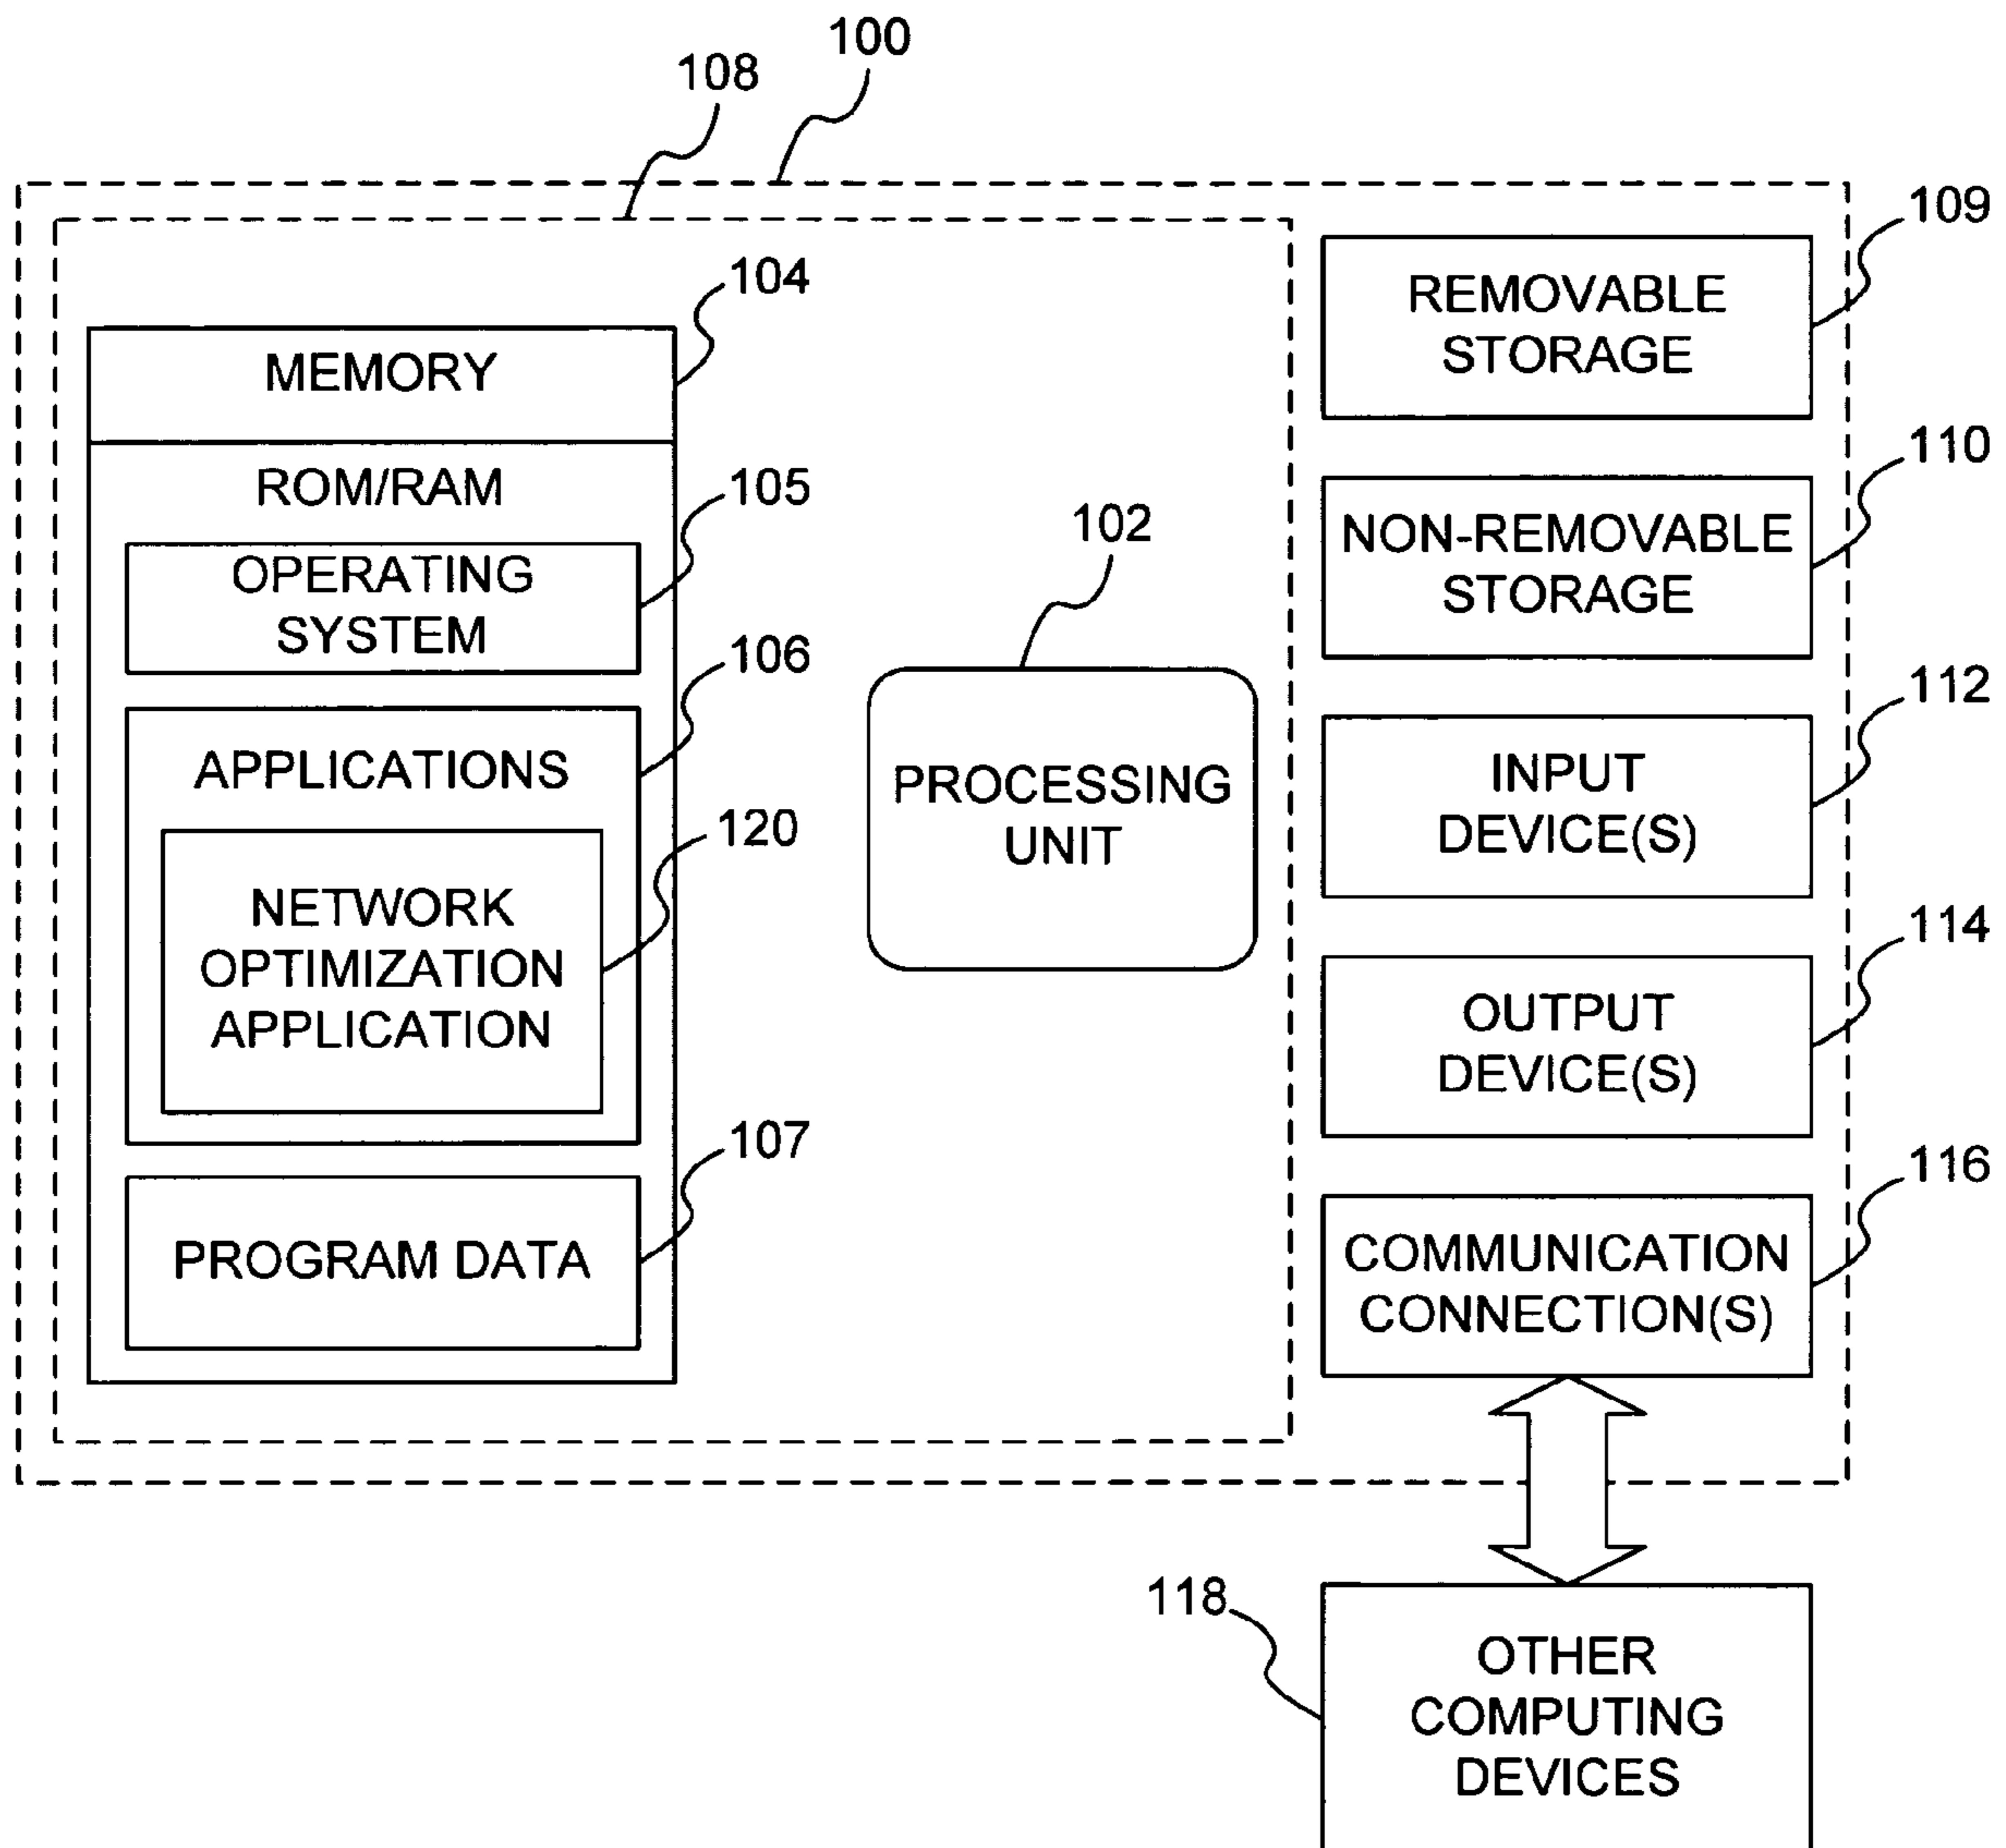 100
108
109
104
REMOVABLE
STORAGE
MEMORY
110
ROM/RAM
105
NON-REMOVABLE
STORAGE
102
OPERATING
SYSTEM
106
112
APPLICATIONS
INPUT
DEVICE(S)
PROCESSING
UNIT
120
NETWORK
OPTIMIZATION
APPLICATION
114
OUTPUT
DEVICE(S)
107
116
PROGRAM DATA
COMMUNICATION
CONNECTION(S)
118
OTHER
COMPUTING
DEVICES